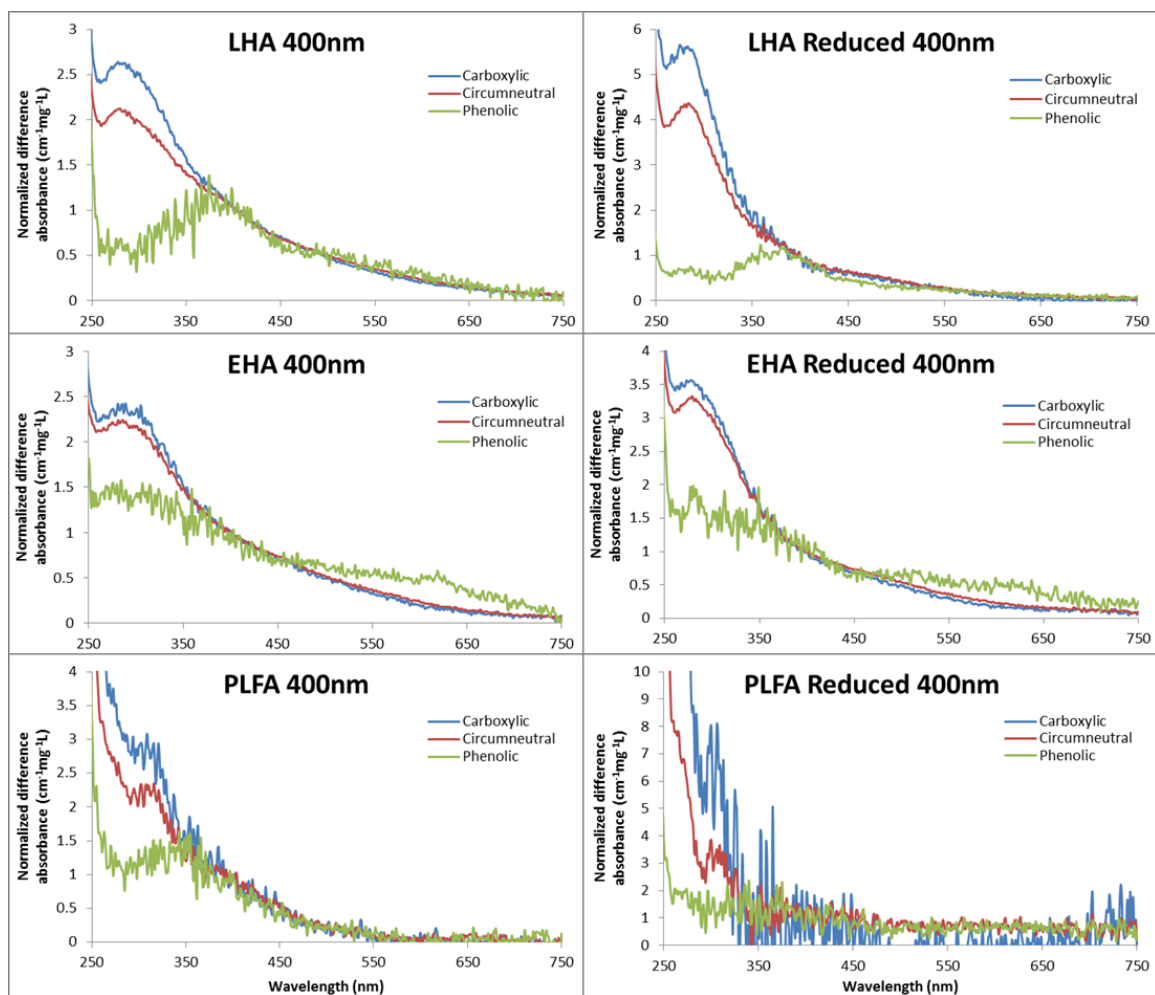 LHA 400nm
Normalized difference
absorbance (cm⁻¹mg⁻¹L)
3
2.5
2
1.5
1
0.5
0
Carboxylic
Circumneutral
Phenolic
250 350 450 550 650 750
LHA Reduced 400nm
Normalized difference
absorbance (cm⁻¹mg⁻¹L)
6
5
4
3
2
1
0
Carboxylic
Circumneutral
Phenolic
250 350 450 550 650 750
EHA 400nm
Normalized difference
absorbance (cm⁻¹mg⁻¹L)
3
2.5
2
1.5
1
0.5
0
Carboxylic
Circumneutral
Phenolic
250 350 450 550 650 750
EHA Reduced 400nm
Normalized difference
absorbance (cm⁻¹mg⁻¹L)
4
3.5
3
2.5
2
1.5
1
0.5
0
Carboxylic
Circumneutral
Phenolic
250 350 450 550 650 750
PLFA 400nm
Normalized difference
absorbance (cm⁻¹mg⁻¹L)
4
3.5
3
2.5
2
1.5
1
0.5
0
Carboxylic
Circumneutral
Phenolic
250 350 450 550 650 750
Wavelength (nm)
PLFA Reduced 400nm
Normalized difference
absorbance (cm⁻¹mg⁻¹L)
10
9
8
7
6
5
4
3
2
1
0
Carboxylic
Circumneutral
Phenolic
250 350 450 550 650 750
Wavelength (nm)